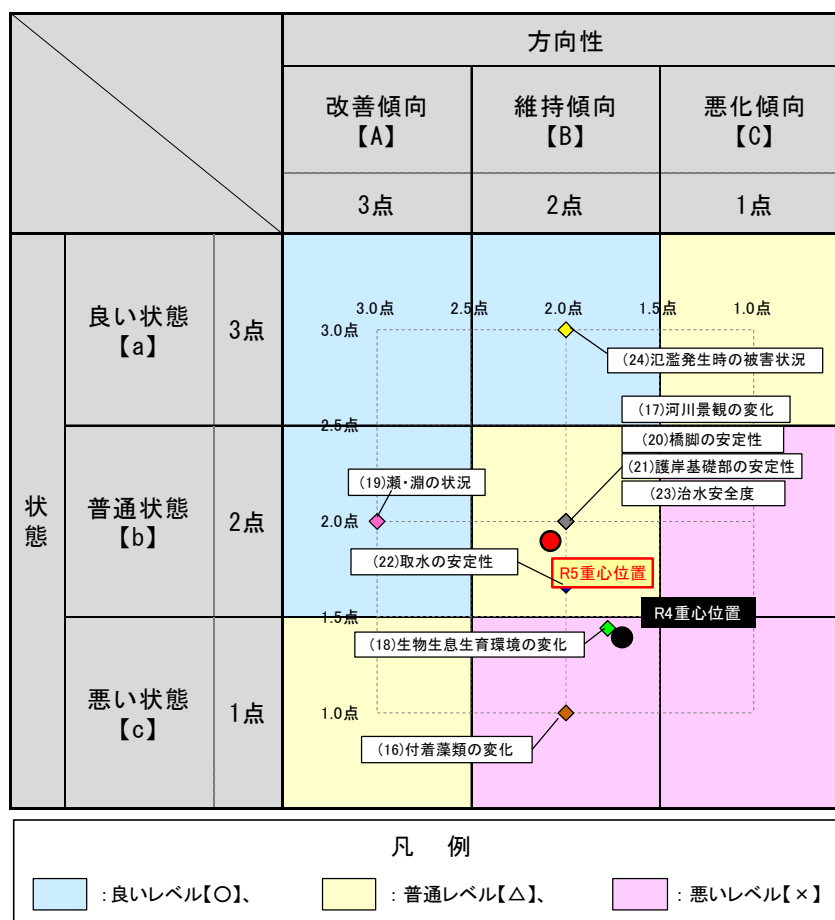 方向性
改善傾向
【A】
維持傾向
【B】
悪化傾向
【C】
3点
2点
1点
状態
良い状態
【a】
3点
普通状態
【b】
2点
悪い状態
【c】
1点
3.0点
2.5点
2.0点
1.5点
1.0点
3.0点
(24)氾濫発生時の被害状況
(17)河川景観の変化
2.5点
(20)橋脚の安定性
(21)護岸基礎部の安定性
(19)瀬・淵の状況
(23)治水安全度
2.0点
(22)取水の安定性
R5重心位置
R4重心位置
1.5点
(18)生物生息生育環境の変化
1.0点
(16)付着藻類の変化
凡 例
：良いレベル【○】、
：普通レベル【△】、
：悪いレベル【×】